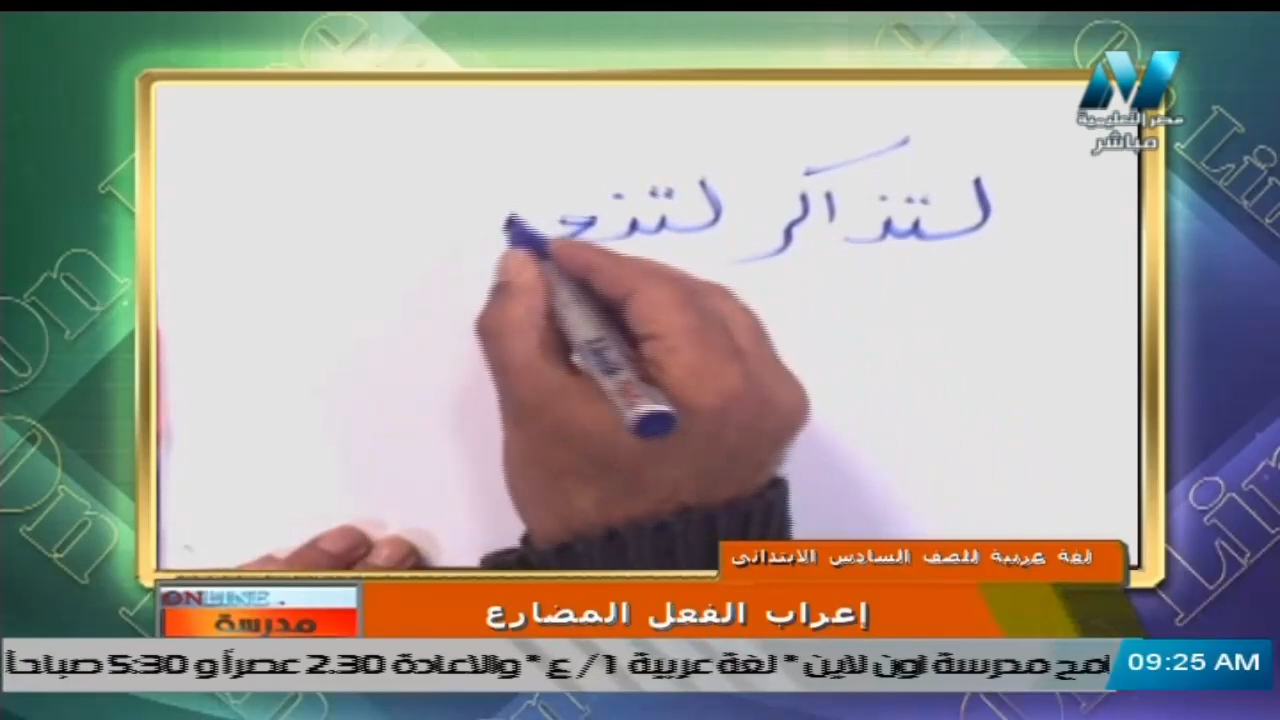 مصر التعليمية
مباشر
لتذاكر لتنجح
لغة عربية للصف السادس الابتدائى
ONLINE.
مدرسة
إعراب الفعل المضارع
امج مدرسة اون لاين " لغة عربية 1/ ع " والاعادة 2.30 عصراً و 5:30 صباحاً
09:25 AM